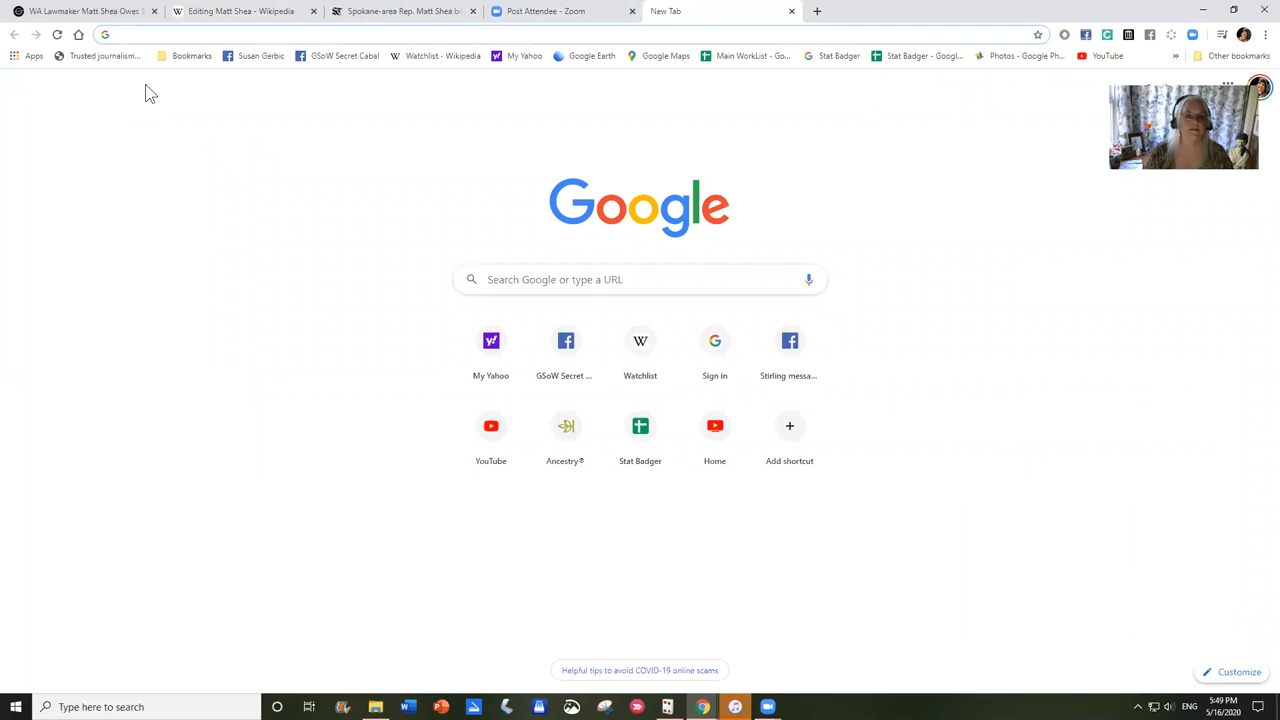 WA Lawmaker Matt Shea Owes S
Editing Matt Shea - Wikipedia
Spokane-area Rep. Matt Shea b
Post Attendee - Zoom
New Tab
Apps
Trusted journalism...
Bookmarks
Susan Gerbic
GSoW Secret Cabal
Watchlist - Wikipedia
My Yahoo
Google Earth
Google Maps
Main WorkList - Go...
Stat Badger
Stat Badger - Googl...
Photos - Google Ph...
YouTube
»
Other bookmarks
Google
Search Google or type a URL
My Yahoo
GSoW Secret ...
Watchlist
Sign in
Stirling messa...
YouTube
Ancestry®
Stat Badger
Home
Add shortcut
Helpful tips to avoid COVID-19 online scams
Customize
Type here to search
ENG
5:49 PM
5/16/2020